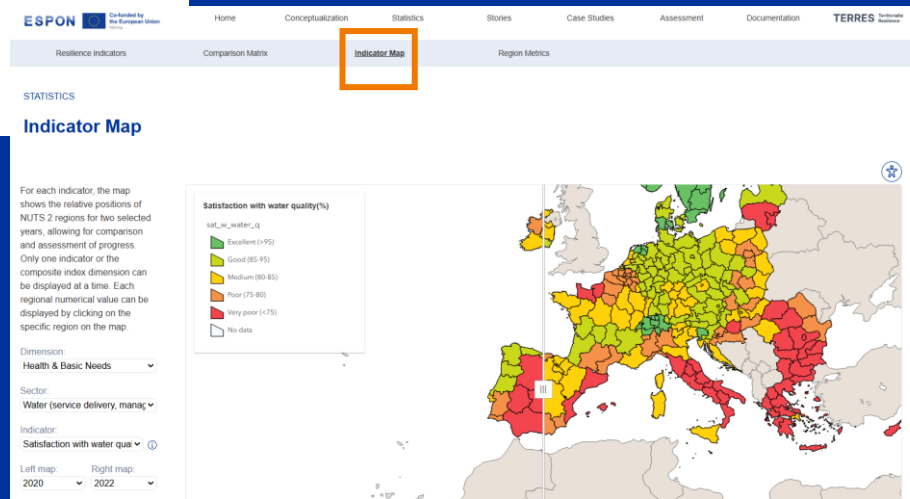 ESPON
Co-funded by
the European Union
Home
Conceptualization
Statistics
Stories
Case Studies
Assessment
Documentation
TERRES Territorial
Resilience
Resilience indicators
Comparison Matrix
Indicator Map
Region Metrics
STATISTICS
Indicator Map
For each indicator, the map
shows the relative positions of
NUTS 2 regions for two selected
years, allowing for comparison
and assessment of progress.
Only one indicator or the
composite index dimension can
be displayed at a time. Each
regional numerical value can be
displayed by clicking on the
specific region on the map.
Dimension:
Health & Basic Needs
Sector:
Water (service delivery, manag
Indicator:
Satisfaction with water qual
Left map:
Right map:
2020
2022
Satisfaction with water quality(%)
sat_w_water_q
Excellent (>95)
Good (85-95)
Medium (80-85)
Poor (75-80)
Very poor (<75)
No data